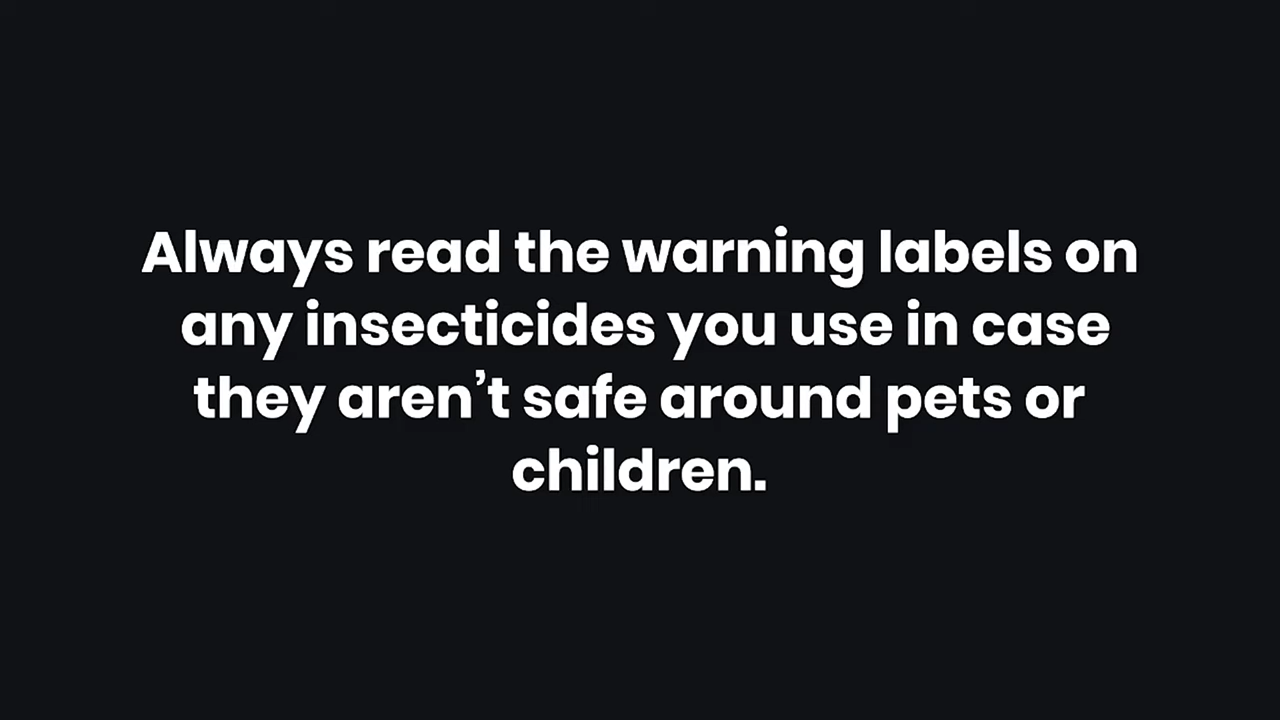 Always read the warning labels on
any insecticides you use in case
they aren’t safe around pets or
children.